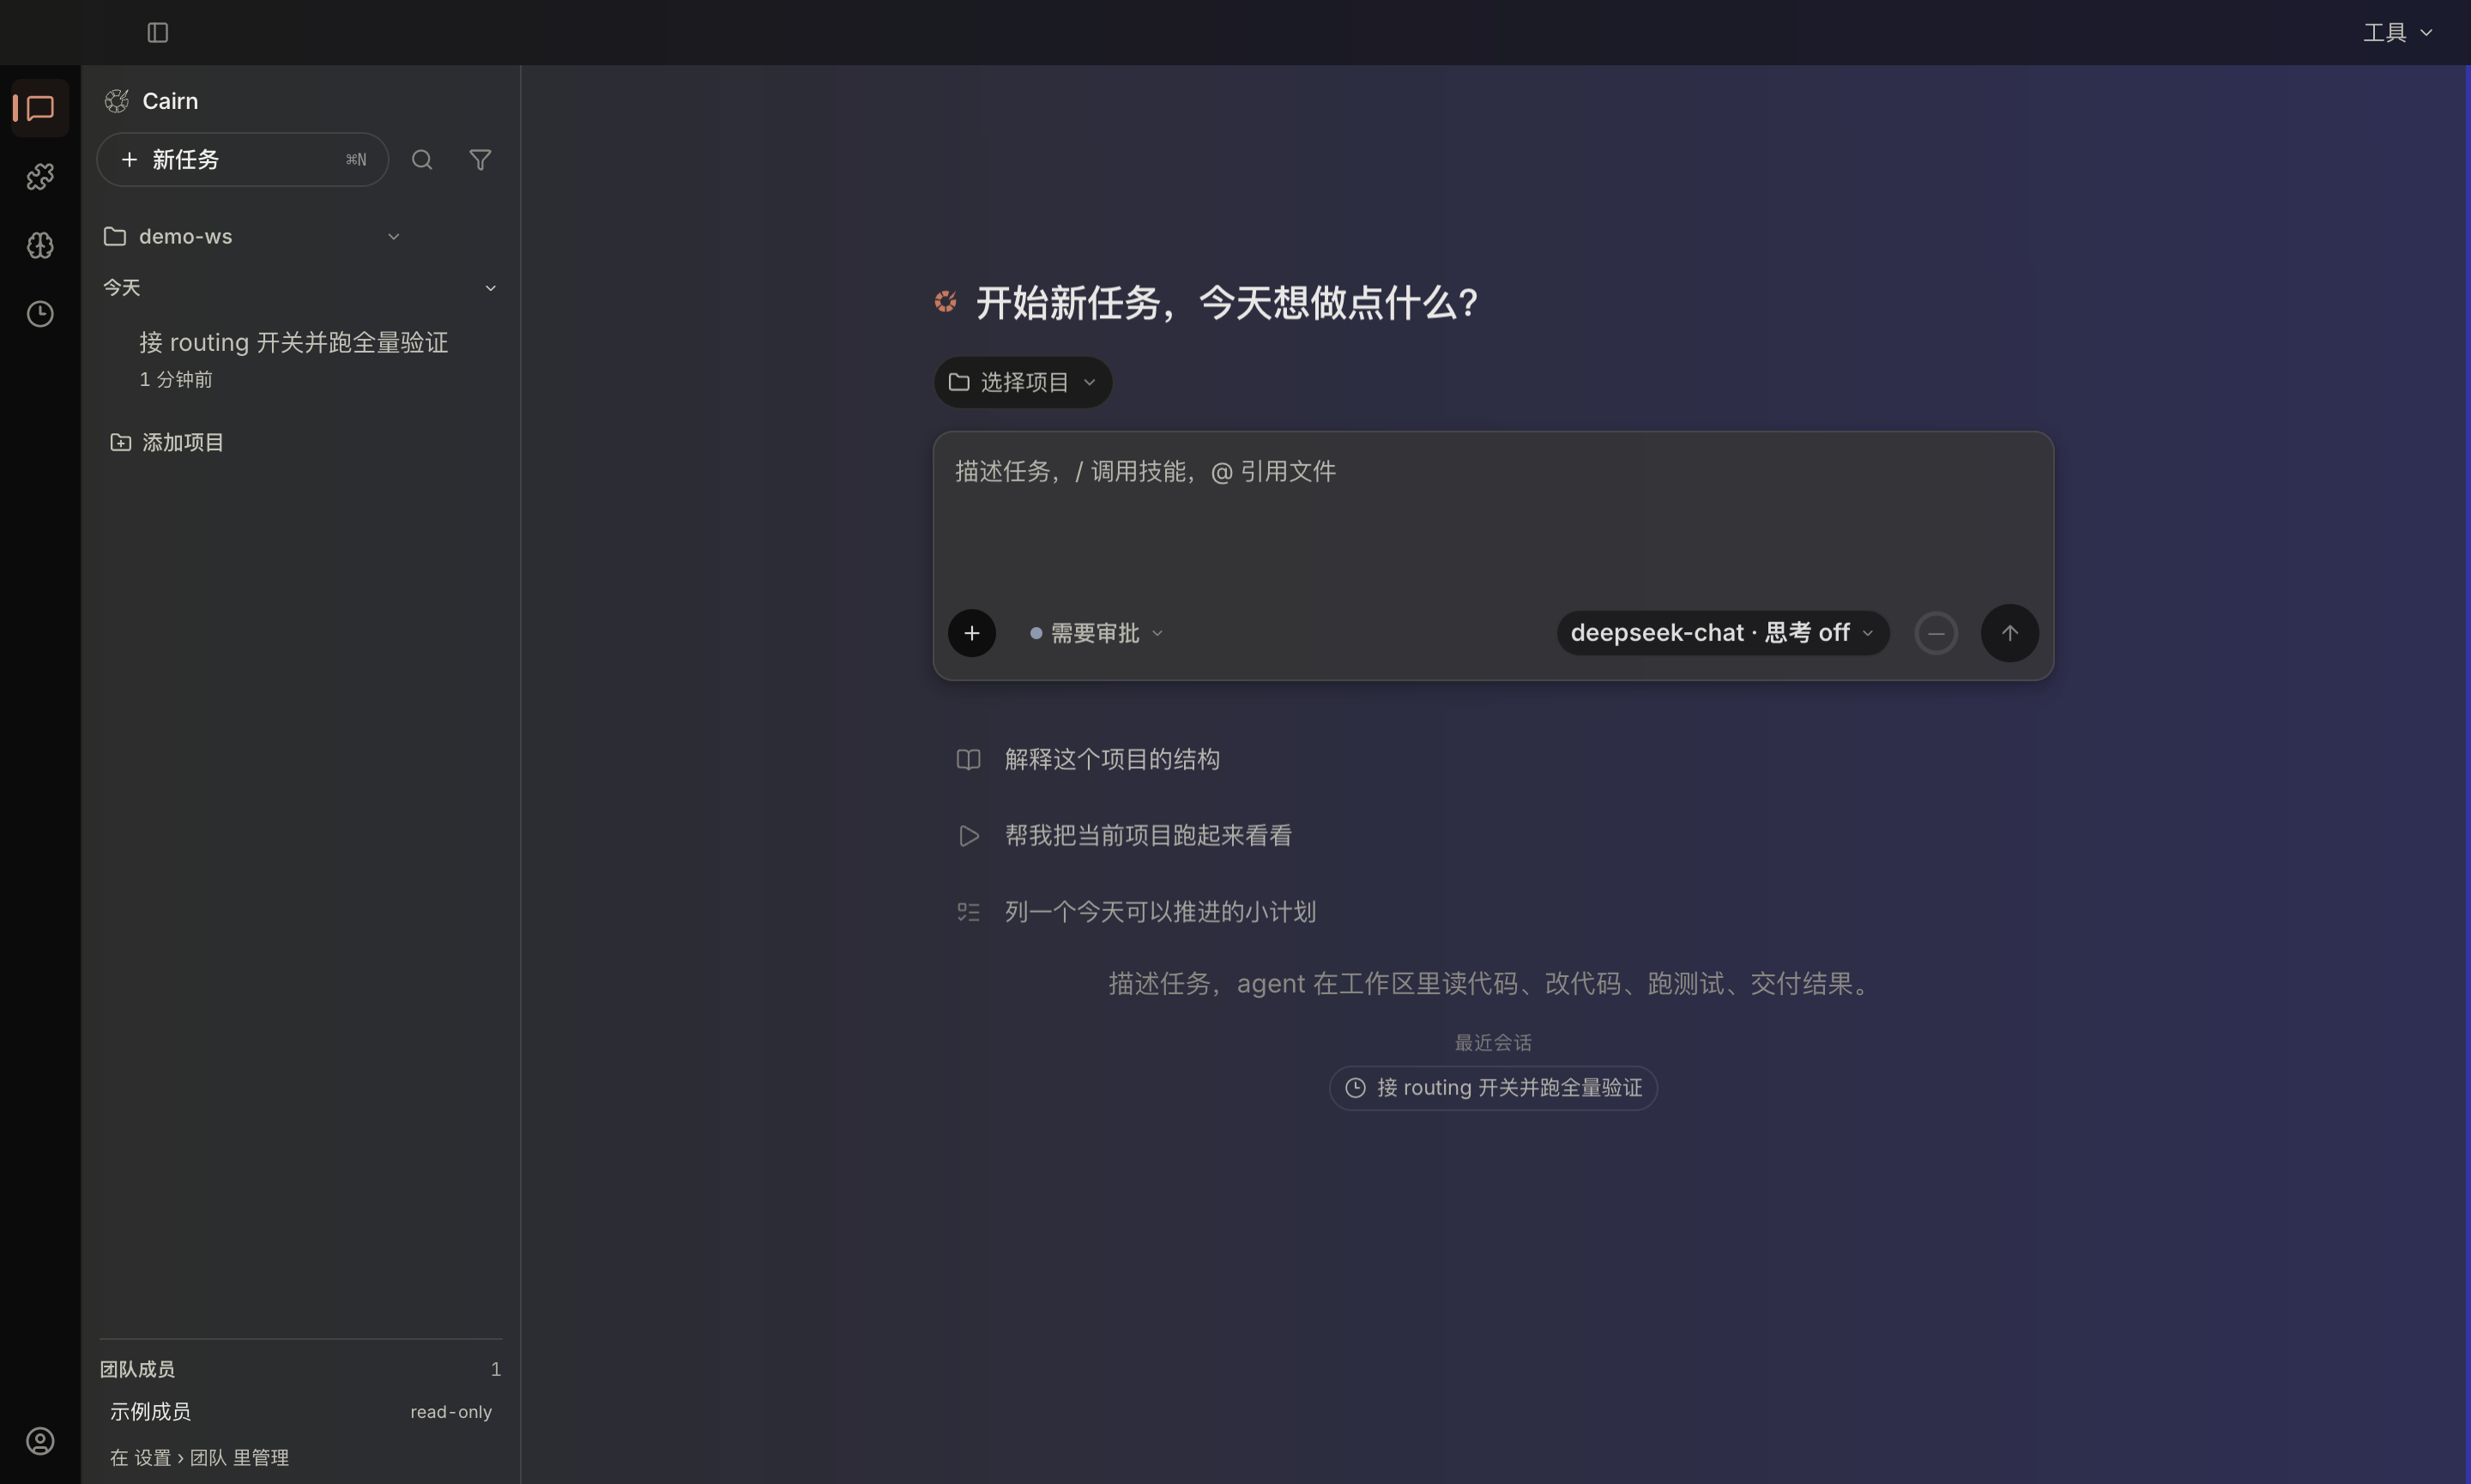 工具
Cairn
新任务 ⌘N
demo-ws
今天
接 routing 开关并跑全量验证
1 分钟前
添加项目
开始新任务，今天想做点什么?
选择项目
描述任务，/ 调用技能，@ 引用文件
需要审批
deepseek-chat · 思考 off
解释这个项目的结构
帮我把当前项目跑起来看看
列一个今天可以推进的小计划
描述任务，agent 在工作区里读代码、改代码、跑测试、交付结果。
最近会话
接 routing 开关并跑全量验证
团队成员 1
示例成员 read-only
在 设置 › 团队 里管理